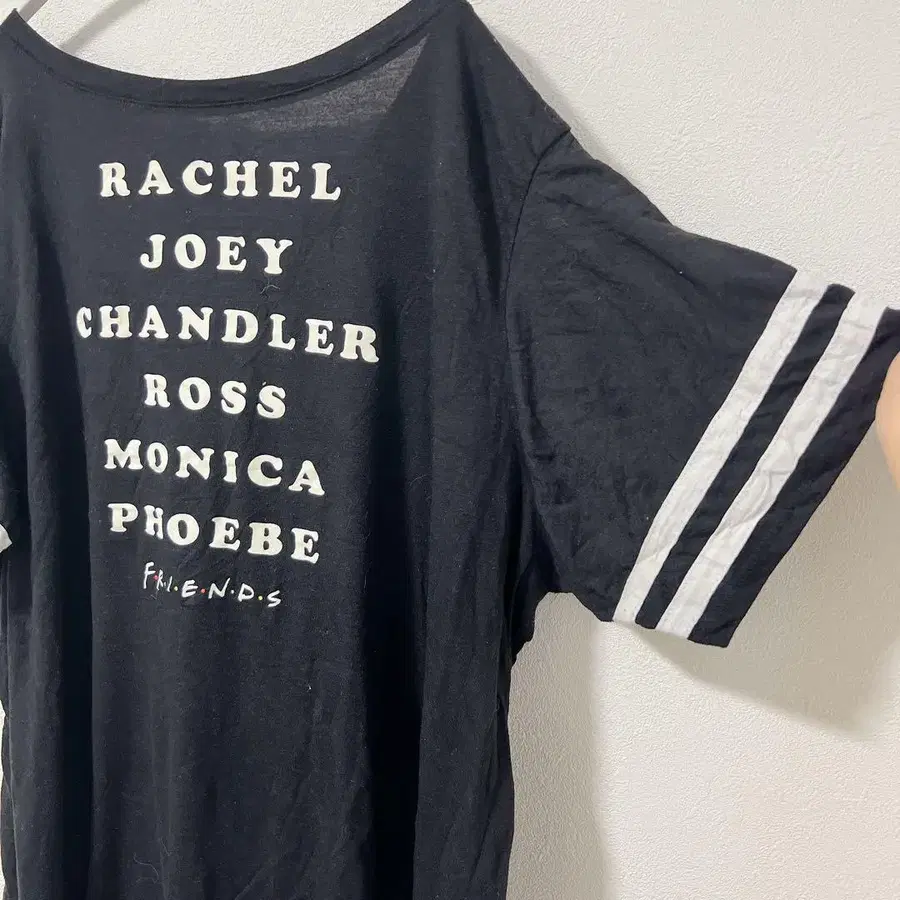 RACHEL
JOEY
CHANDLER
ROSS
MONICA
PHOEBE
F·R·I·E·N·D·S